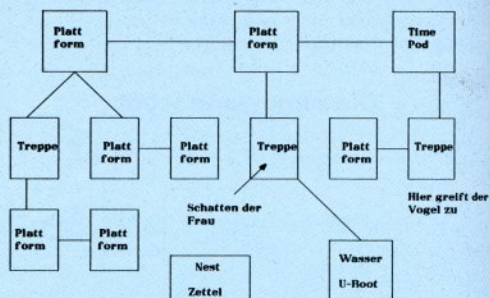 Platt
form
Platt
form
Time
Pod
Treppe
Platt
form
Platt
form
Treppe
Platt
form
Treppe
Schatten der
Frau
Hier greift der
Vogel zu
Platt
form
Platt
form
Nest
Zettel
Wasser
U-Boot